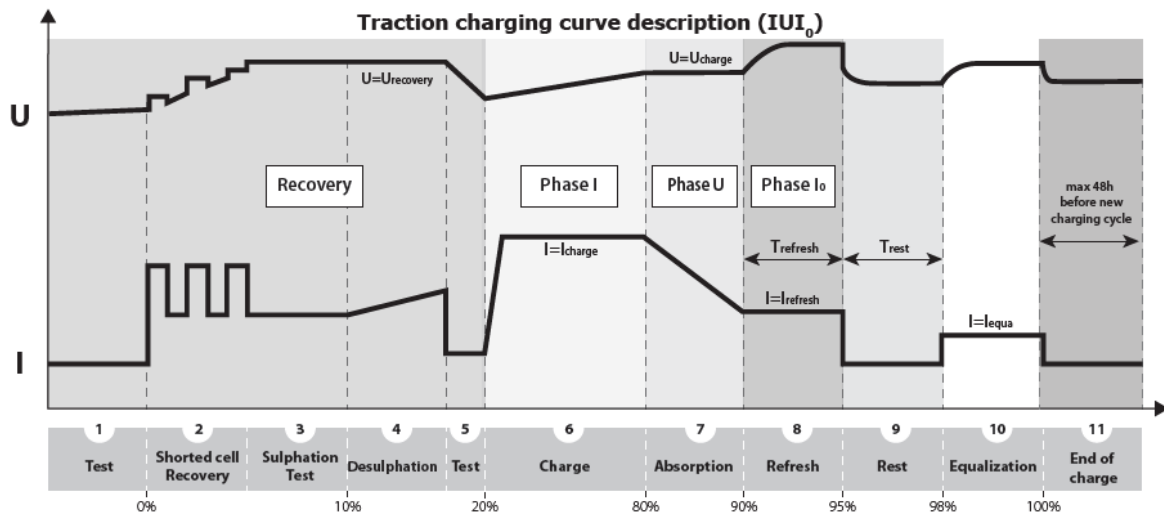 Traction charging curve description (IUI₀)
U
U=Urecovery
U=Ucharge
Recovery
Phase I
Phase U
Phase I₀
max 48h
before new
charging cycle
I=Icharge
Trefresh
Trest
I=Irefresh
I=Iequa
I
1 2 3 4 5 6 7 8 9 10 11
Test
Shorted cell
Recovery
Sulphation
Test
Desulphation
Test
Charge
Absorption
Refresh
Rest
Equalization
End of
charge
0% 10% 20% 80% 90% 95% 98% 100%